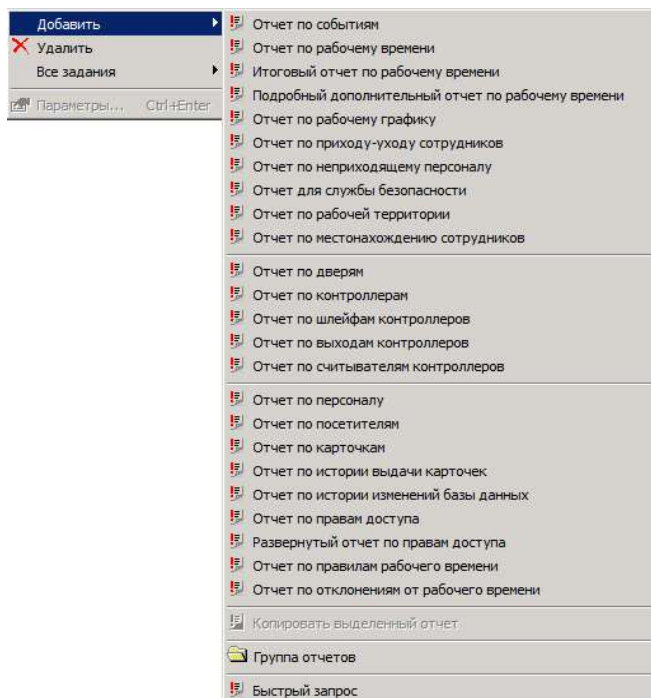 Добавить
Удалить
Все задания
Параметры... Ctrl+Enter
Отчет по событиям
Отчет по рабочему времени
Итоговый отчет по рабочему времени
Подробный дополнительный отчет по рабочему времени
Отчет по рабочему графику
Отчет по приходу-уходу сотрудников
Отчет по неприходящему персоналу
Отчет для службы безопасности
Отчет по рабочей территории
Отчет по местонахождению сотрудников
Отчет по дверям
Отчет по контроллерам
Отчет по шлейфам контроллеров
Отчет по выходам контроллеров
Отчет по считывателям контроллеров
Отчет по персоналу
Отчет по посетителям
Отчет по карточкам
Отчет по истории выдачи карточек
Отчет по истории изменений базы данных
Отчет по правам доступа
Развернутый отчет по правам доступа
Отчет по правилам рабочего времени
Отчет по отклонениям от рабочего времени
Копировать выделенный отчет
Группа отчетов
Быстрый запрос